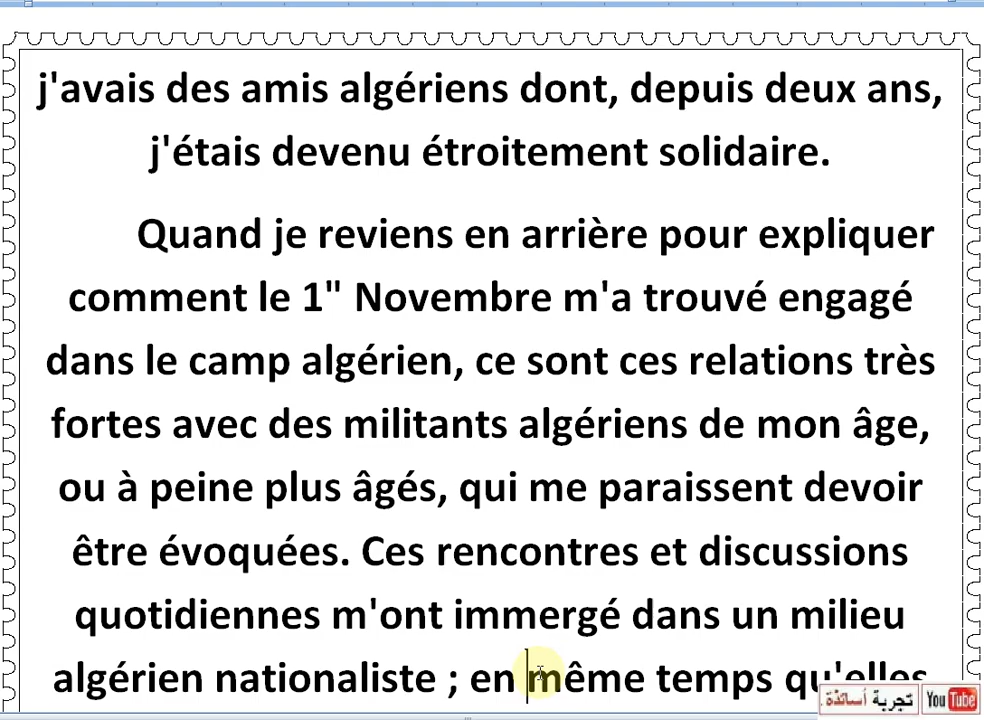 j'avais des amis algériens dont, depuis deux ans,
j'étais devenu étroitement solidaire.
Quand je reviens en arrière pour expliquer
comment le 1" Novembre m'a trouvé engagé
dans le camp algérien, ce sont ces relations très
fortes avec des militants algériens de mon âge,
ou à peine plus âgés, qui me paraissent devoir
être évoquées. Ces rencontres et discussions
quotidiennes m'ont immergé dans un milieu
algérien nationaliste ; en même temps qu'elles
تجربة أساتذة .
YouTube